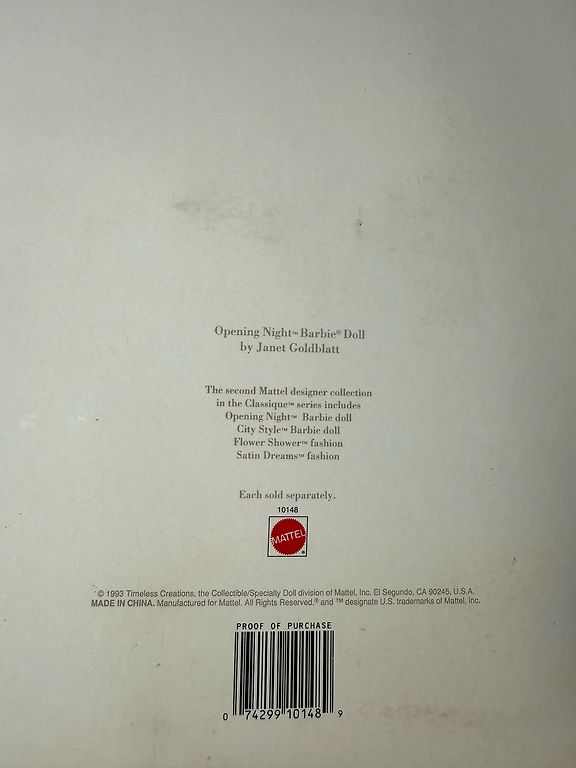 Opening Night™ Barbie® Doll
by Janet Goldblatt
The second Mattel designer collection
in the Classique™ series includes
Opening Night™ Barbie doll
City Style™ Barbie doll
Flower Shower™ fashion
Satin Dreams™ fashion
Each sold separately.
10148
MATTEL®
© 1993 Timeless Creations, the Collectible/Specialty Doll division of Mattel, Inc. El Segundo, CA 90245, U.S.A.
MADE IN CHINA. Manufactured for Mattel. All Rights Reserved.® and ™ designate U.S. trademarks of Mattel, Inc.
PROOF OF PURCHASE
0 74299 10148 9